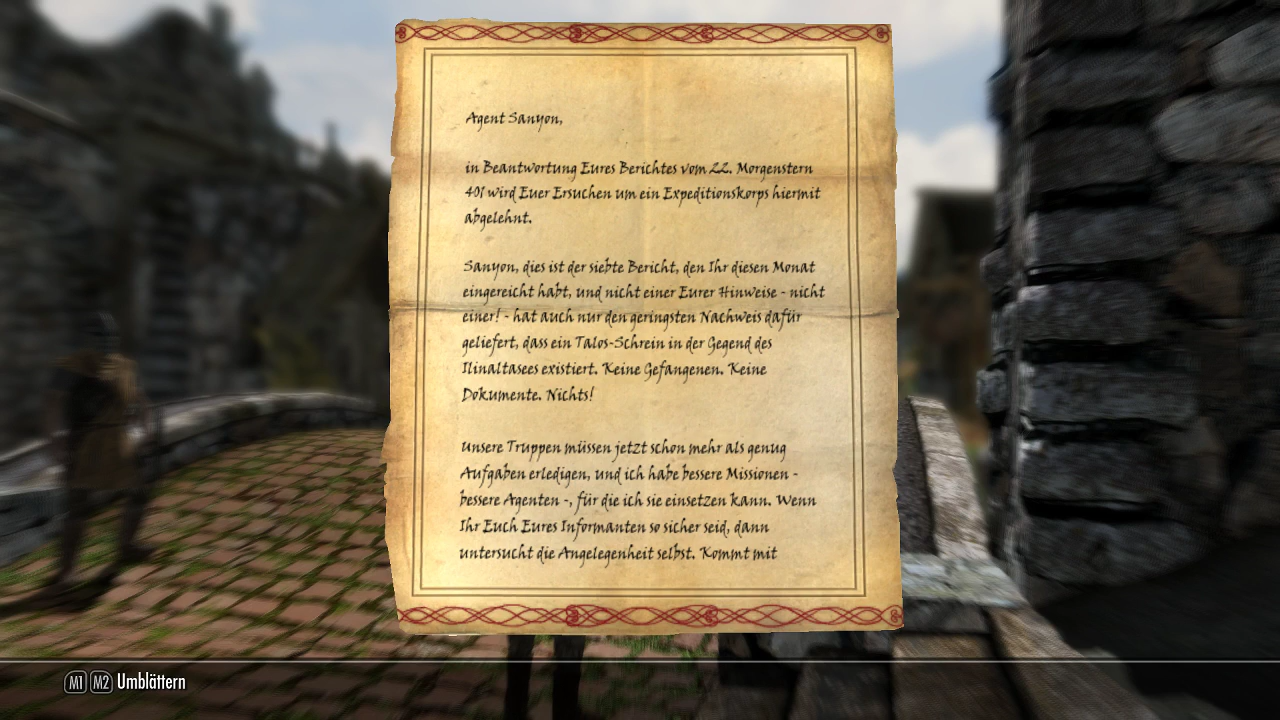 Agent Sanyon,
in Beantwortung Eures Berichtes vom 22. Morgenstern
401 wird Euer Ersuchen um ein Expeditionskorps hiermit
abgelehnt.
Sanyon, dies ist der siebte Bericht, den Ihr diesen Monat
eingereicht habt, und nicht einer Eurer Hinweise - nicht
einer! - hat auch nur den geringsten Nachweis dafür
geliefert, dass ein Talos-Schrein in der Gegend des
Ilinaltasees existiert. Keine Gefangenen. Keine
Dokumente. Nichts!
Unsere Truppen müssen jetzt schon mehr als genug
Aufgaben erledigen, und ich habe bessere Missionen -
bessere Agenten -, für die ich sie einsetzen kann. Wenn
Ihr Euch Eures Informanten so sicher seid, dann
untersucht die Angelegenheit selbst. Kommt mit
M1 M2 Umblättern